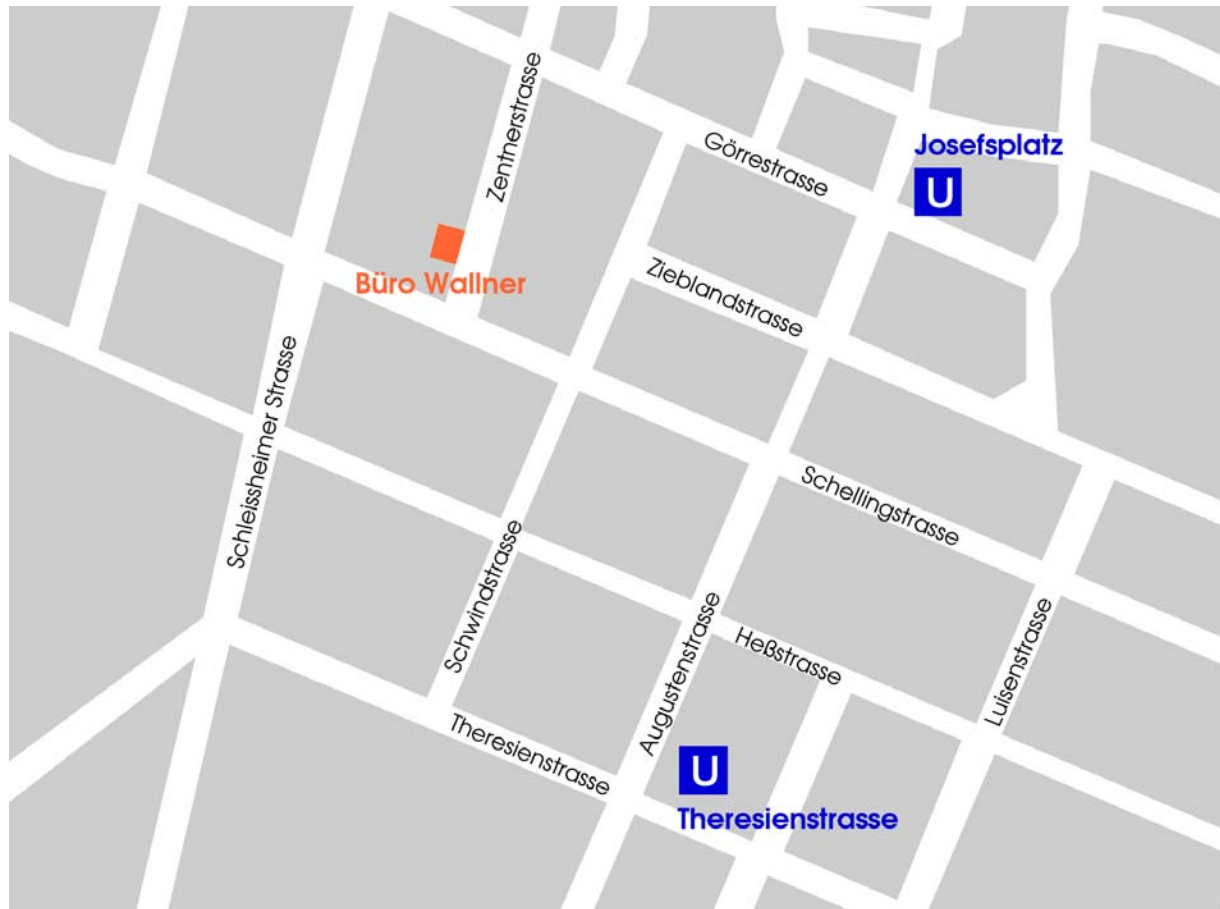 Zentnerstrasse
Görrestrasse
Josefsplatz
U
Büro Wallner
Zieblandstrasse
Schleissheimer Strasse
Schellingstrasse
Schwindstrasse
Augustenstrasse
Heßstrasse
Luisenstrasse
Theresienstrasse
U
Theresienstrasse